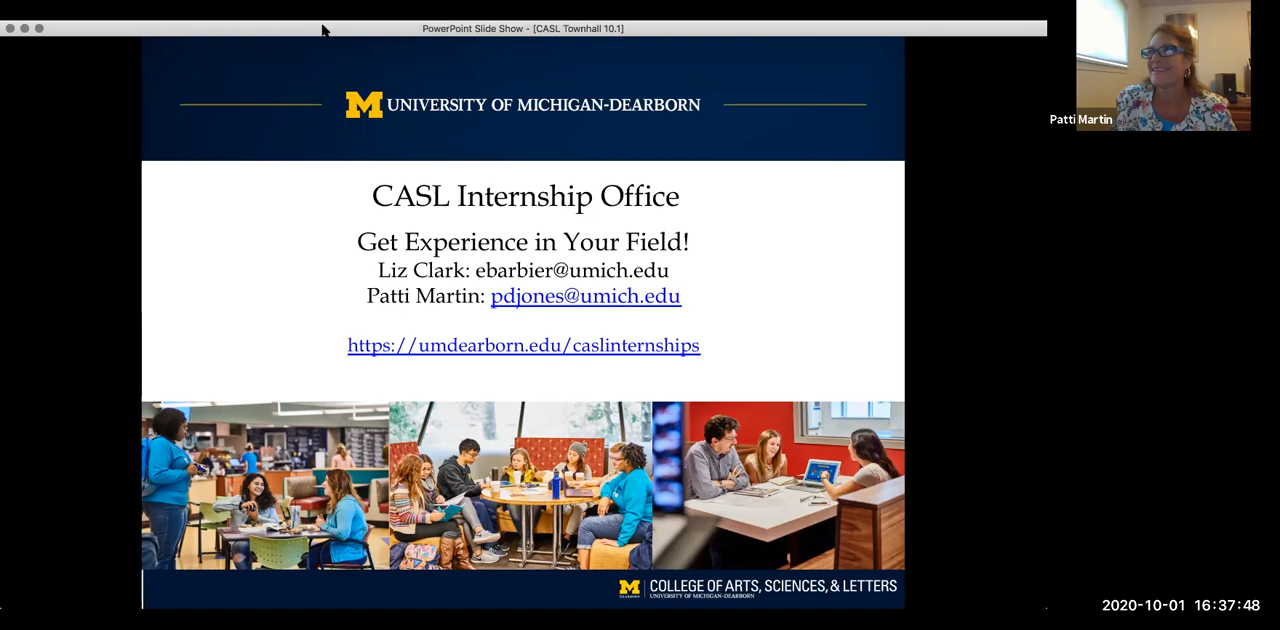 PowerPoint Slide Show - [CASL Townhall 10.1]
M UNIVERSITY OF MICHIGAN-DEARBORN
CASL Internship Office
Get Experience in Your Field!
Liz Clark: ebarbier@umich.edu
Patti Martin: pdjones@umich.edu
https://umdearborn.edu/caslinternships
M COLLEGE OF ARTS, SCIENCES, & LETTERS
DEARBORN UNIVERSITY OF MICHIGAN-DEARBORN
Patti Martin
2020-10-01 16:37:48